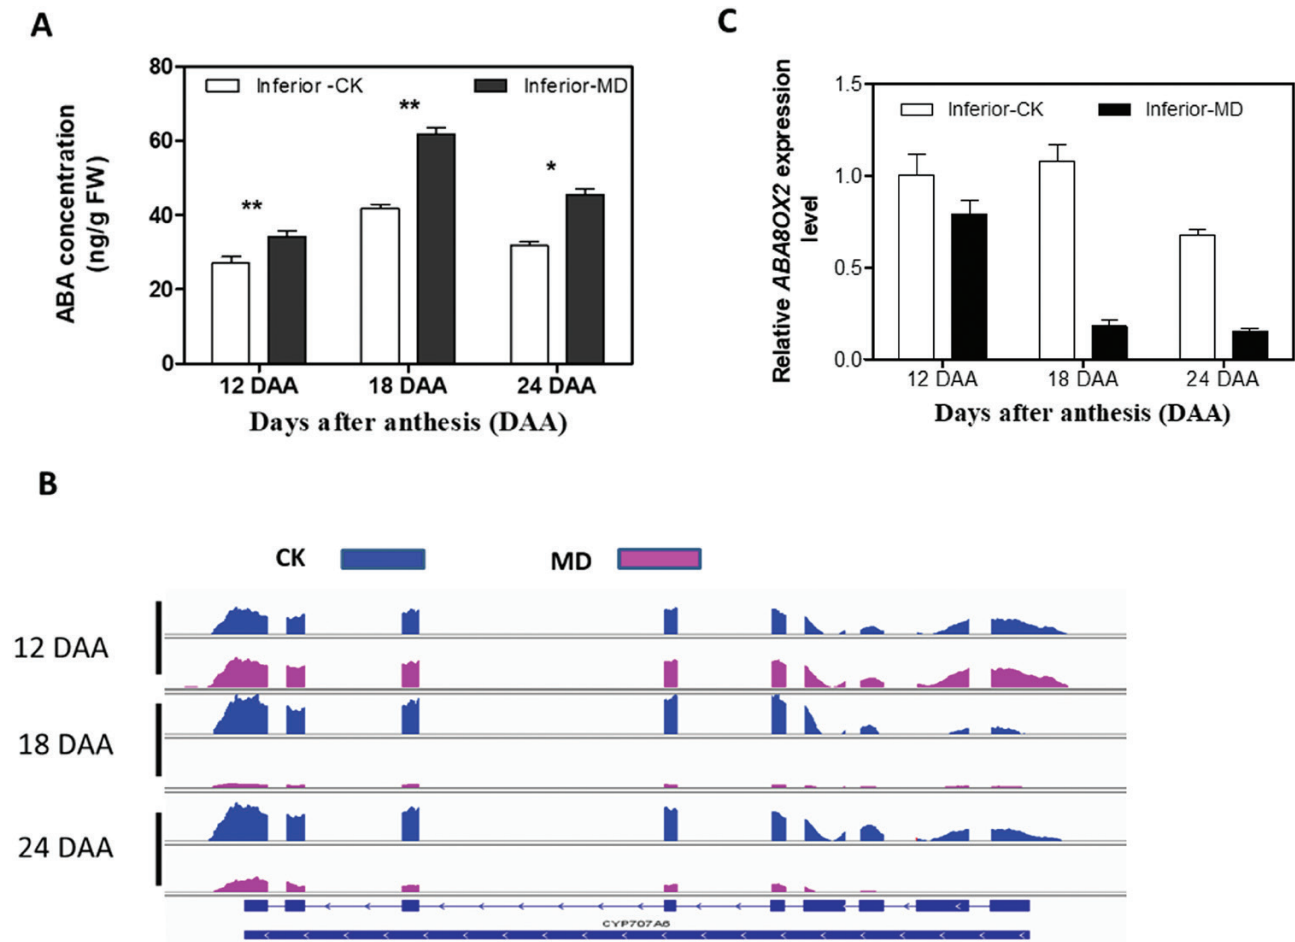 A
80
60
40
20
0
ABA concentration
(ng/g FW)
Inferior -CK
Inferior-MD
**
**
*
12 DAA
18 DAA
24 DAA
Days after anthesis (DAA)
C
1.5
1.0
0.5
0.0
Relative ABA8OX2 expression
level
Inferior-CK
Inferior-MD
12 DAA
18 DAA
24 DAA
Days after anthesis (DAA)
B
CK
MD
12 DAA
18 DAA
24 DAA
CYP707A6